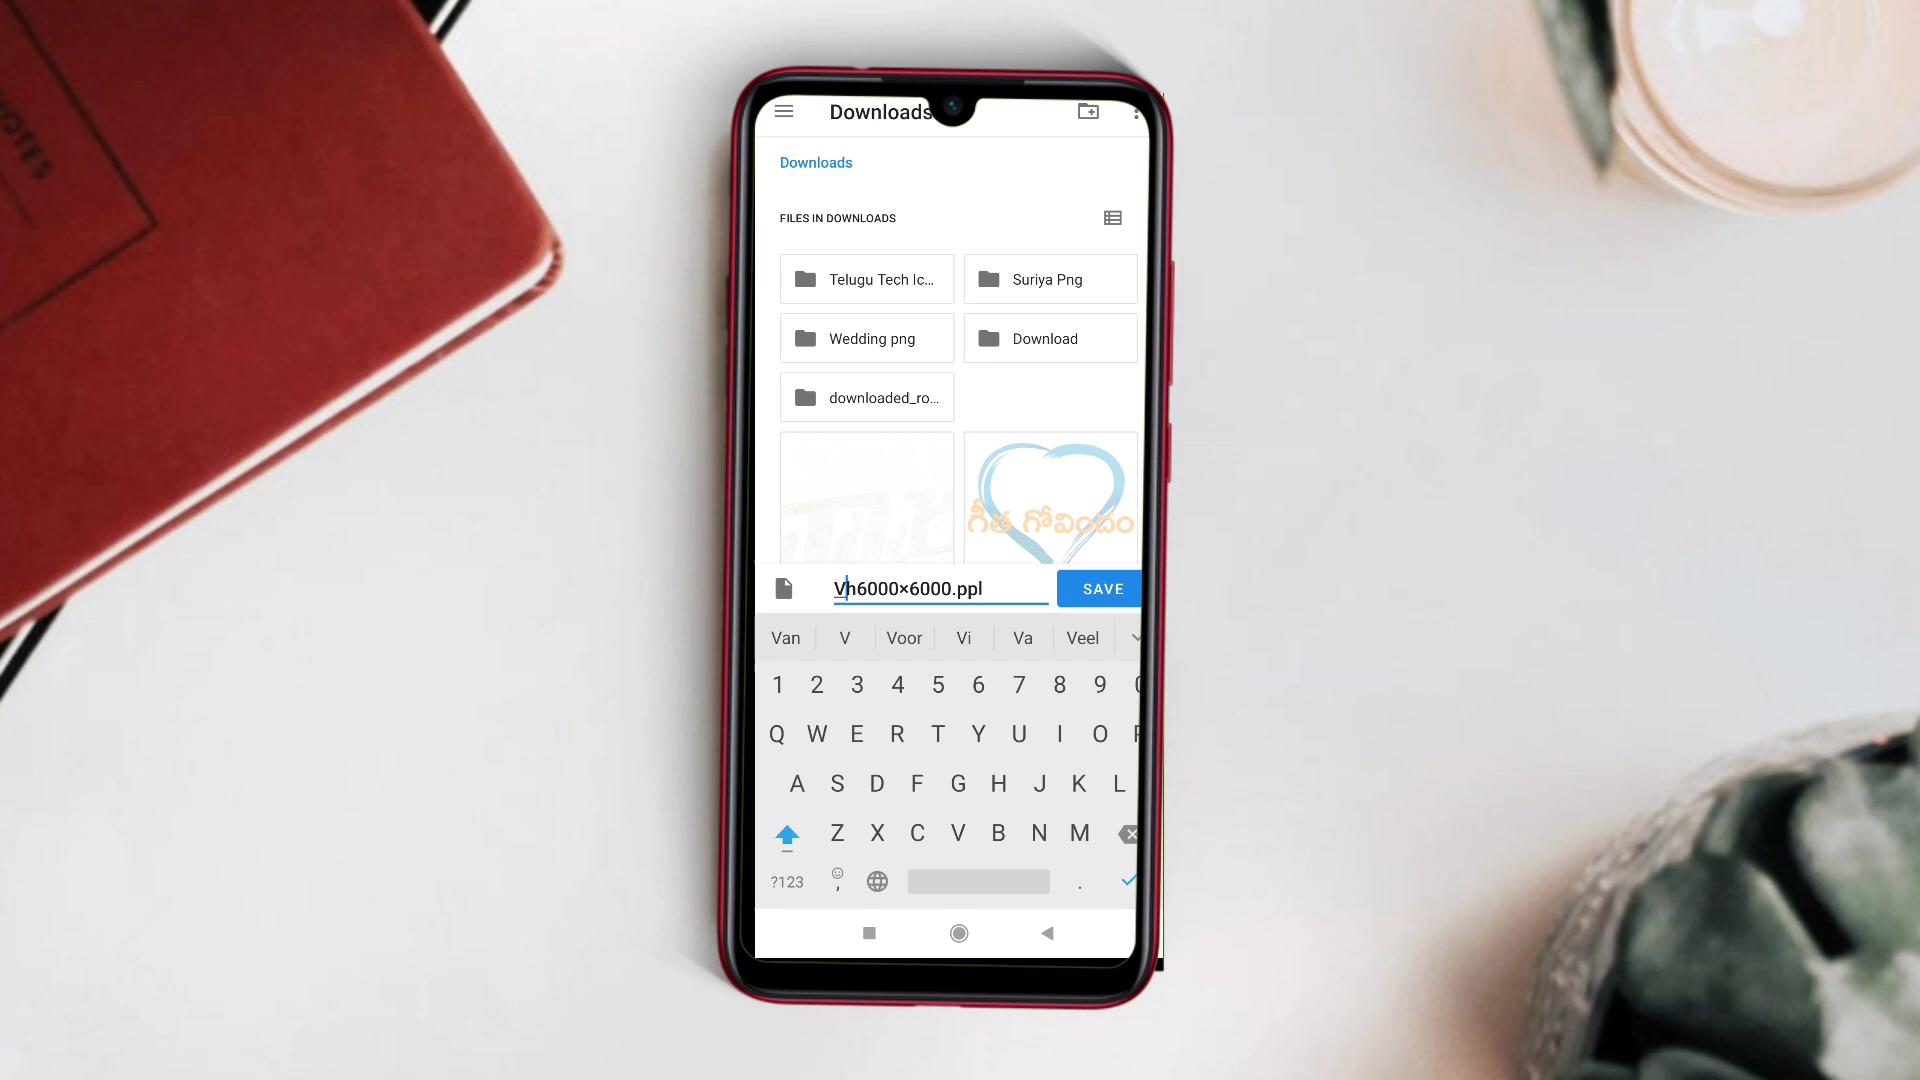 NOTES
Downloads
Downloads
FILES IN DOWNLOADS
Telugu Tech Ic...
Suriya Png
Wedding png
Download
downloaded_ro...
గీత గోవిందం
Vh6000×6000.ppl
SAVE
Van V Voor Vi Va Veel
1 2 3 4 5 6 7 8 9 0
Q W E R T Y U I O P
A S D F G H J K L
Z X C V B N M
?123 , .